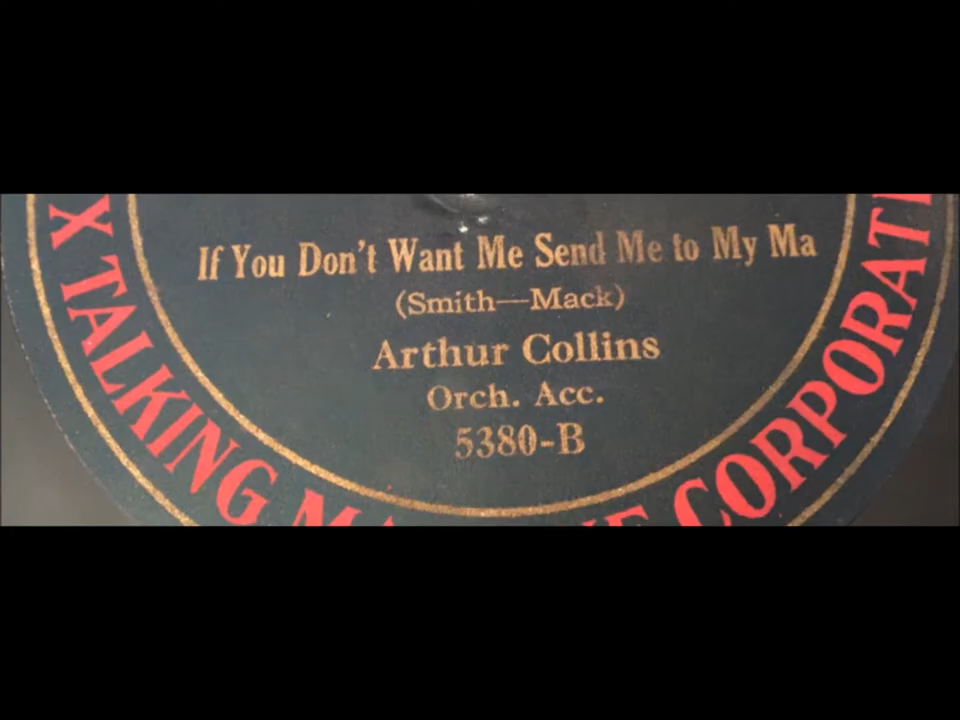 If You Don't Want Me Send Me to My Ma
(Smith—Mack)
Arthur Collins
Orch. Acc.
5380-B
X TALKING CORPORATI